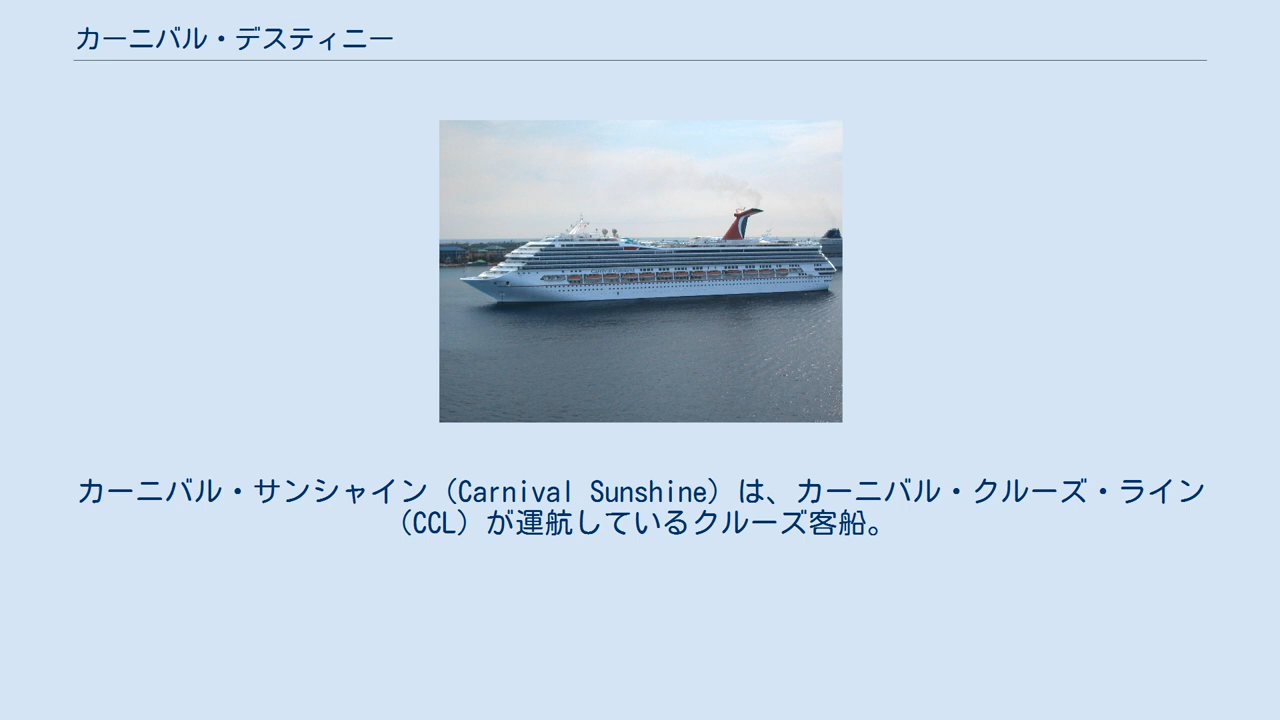 カーニバル・デスティニー
カーニバル・サンシャイン（Carnival Sunshine）は、カーニバル・クルーズ・ライン
（CCL）が運航しているクルーズ客船。